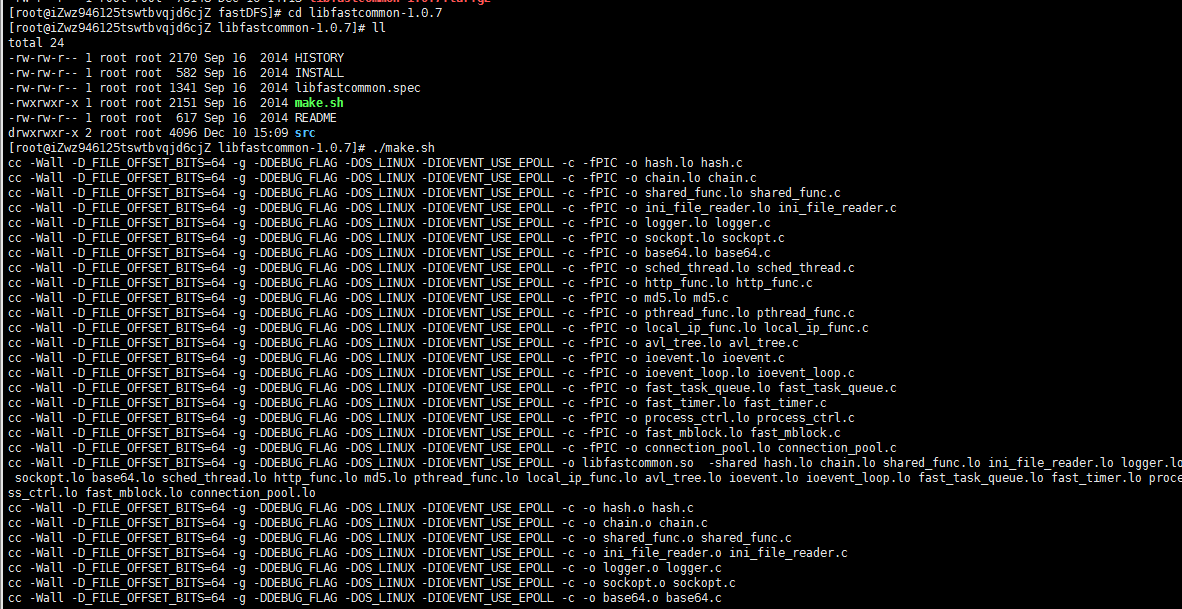 [root@iZwz946125tswtbvqjd6cjZ fastDFS]# cd libfastcommon-1.0.7
[root@iZwz946125tswtbvqjd6cjZ libfastcommon-1.0.7]# ll
total 24
-rw-rw-r-- 1 root root 2170 Sep 16  2014 HISTORY
-rw-rw-r-- 1 root root  582 Sep 16  2014 INSTALL
-rw-rw-r-- 1 root root 1341 Sep 16  2014 libfastcommon.spec
-rwxrwxr-x 1 root root 2151 Sep 16  2014 make.sh
-rw-rw-r-- 1 root root  617 Sep 16  2014 README
drwxrwxr-x 2 root root 4096 Dec 10 15:09 src
[root@iZwz946125tswtbvqjd6cjZ libfastcommon-1.0.7]# ./make.sh
cc -Wall -D_FILE_OFFSET_BITS=64 -g -DDEBUG_FLAG -DOS_LINUX -DIOEVENT_USE_EPOLL -c -fPIC -o hash.lo hash.c
cc -Wall -D_FILE_OFFSET_BITS=64 -g -DDEBUG_FLAG -DOS_LINUX -DIOEVENT_USE_EPOLL -c -fPIC -o chain.lo chain.c
cc -Wall -D_FILE_OFFSET_BITS=64 -g -DDEBUG_FLAG -DOS_LINUX -DIOEVENT_USE_EPOLL -c -fPIC -o shared_func.lo shared_func.c
cc -Wall -D_FILE_OFFSET_BITS=64 -g -DDEBUG_FLAG -DOS_LINUX -DIOEVENT_USE_EPOLL -c -fPIC -o ini_file_reader.lo ini_file_reader.c
cc -Wall -D_FILE_OFFSET_BITS=64 -g -DDEBUG_FLAG -DOS_LINUX -DIOEVENT_USE_EPOLL -c -fPIC -o logger.lo logger.c
cc -Wall -D_FILE_OFFSET_BITS=64 -g -DDEBUG_FLAG -DOS_LINUX -DIOEVENT_USE_EPOLL -c -fPIC -o sockopt.lo sockopt.c
cc -Wall -D_FILE_OFFSET_BITS=64 -g -DDEBUG_FLAG -DOS_LINUX -DIOEVENT_USE_EPOLL -c -fPIC -o base64.lo base64.c
cc -Wall -D_FILE_OFFSET_BITS=64 -g -DDEBUG_FLAG -DOS_LINUX -DIOEVENT_USE_EPOLL -c -fPIC -o sched_thread.lo sched_thread.c
cc -Wall -D_FILE_OFFSET_BITS=64 -g -DDEBUG_FLAG -DOS_LINUX -DIOEVENT_USE_EPOLL -c -fPIC -o http_func.lo http_func.c
cc -Wall -D_FILE_OFFSET_BITS=64 -g -DDEBUG_FLAG -DOS_LINUX -DIOEVENT_USE_EPOLL -c -fPIC -o md5.lo md5.c
cc -Wall -D_FILE_OFFSET_BITS=64 -g -DDEBUG_FLAG -DOS_LINUX -DIOEVENT_USE_EPOLL -c -fPIC -o pthread_func.lo pthread_func.c
cc -Wall -D_FILE_OFFSET_BITS=64 -g -DDEBUG_FLAG -DOS_LINUX -DIOEVENT_USE_EPOLL -c -fPIC -o local_ip_func.lo local_ip_func.c
cc -Wall -D_FILE_OFFSET_BITS=64 -g -DDEBUG_FLAG -DOS_LINUX -DIOEVENT_USE_EPOLL -c -fPIC -o avl_tree.lo avl_tree.c
cc -Wall -D_FILE_OFFSET_BITS=64 -g -DDEBUG_FLAG -DOS_LINUX -DIOEVENT_USE_EPOLL -c -fPIC -o ioevent.lo ioevent.c
cc -Wall -D_FILE_OFFSET_BITS=64 -g -DDEBUG_FLAG -DOS_LINUX -DIOEVENT_USE_EPOLL -c -fPIC -o ioevent_loop.lo ioevent_loop.c
cc -Wall -D_FILE_OFFSET_BITS=64 -g -DDEBUG_FLAG -DOS_LINUX -DIOEVENT_USE_EPOLL -c -fPIC -o fast_task_queue.lo fast_task_queue.c
cc -Wall -D_FILE_OFFSET_BITS=64 -g -DDEBUG_FLAG -DOS_LINUX -DIOEVENT_USE_EPOLL -c -fPIC -o fast_timer.lo fast_timer.c
cc -Wall -D_FILE_OFFSET_BITS=64 -g -DDEBUG_FLAG -DOS_LINUX -DIOEVENT_USE_EPOLL -c -fPIC -o process_ctrl.lo process_ctrl.c
cc -Wall -D_FILE_OFFSET_BITS=64 -g -DDEBUG_FLAG -DOS_LINUX -DIOEVENT_USE_EPOLL -c -fPIC -o fast_mblock.lo fast_mblock.c
cc -Wall -D_FILE_OFFSET_BITS=64 -g -DDEBUG_FLAG -DOS_LINUX -DIOEVENT_USE_EPOLL -c -fPIC -o connection_pool.lo connection_pool.c
cc -Wall -D_FILE_OFFSET_BITS=64 -g -DDEBUG_FLAG -DOS_LINUX -DIOEVENT_USE_EPOLL -o libfastcommon.so  -shared hash.lo chain.lo shared_func.lo ini_file_reader.lo logger.lo
 sockopt.lo base64.lo sched_thread.lo http_func.lo md5.lo pthread_func.lo local_ip_func.lo avl_tree.lo ioevent.lo ioevent_loop.lo fast_task_queue.lo fast_timer.lo proce
ss_ctrl.lo fast_mblock.lo connection_pool.lo
cc -Wall -D_FILE_OFFSET_BITS=64 -g -DDEBUG_FLAG -DOS_LINUX -DIOEVENT_USE_EPOLL -c -o hash.o hash.c
cc -Wall -D_FILE_OFFSET_BITS=64 -g -DDEBUG_FLAG -DOS_LINUX -DIOEVENT_USE_EPOLL -c -o chain.o chain.c
cc -Wall -D_FILE_OFFSET_BITS=64 -g -DDEBUG_FLAG -DOS_LINUX -DIOEVENT_USE_EPOLL -c -o shared_func.o shared_func.c
cc -Wall -D_FILE_OFFSET_BITS=64 -g -DDEBUG_FLAG -DOS_LINUX -DIOEVENT_USE_EPOLL -c -o ini_file_reader.o ini_file_reader.c
cc -Wall -D_FILE_OFFSET_BITS=64 -g -DDEBUG_FLAG -DOS_LINUX -DIOEVENT_USE_EPOLL -c -o logger.o logger.c
cc -Wall -D_FILE_OFFSET_BITS=64 -g -DDEBUG_FLAG -DOS_LINUX -DIOEVENT_USE_EPOLL -c -o sockopt.o sockopt.c
cc -Wall -D_FILE_OFFSET_BITS=64 -g -DDEBUG_FLAG -DOS_LINUX -DIOEVENT_USE_EPOLL -c -o base64.o base64.c